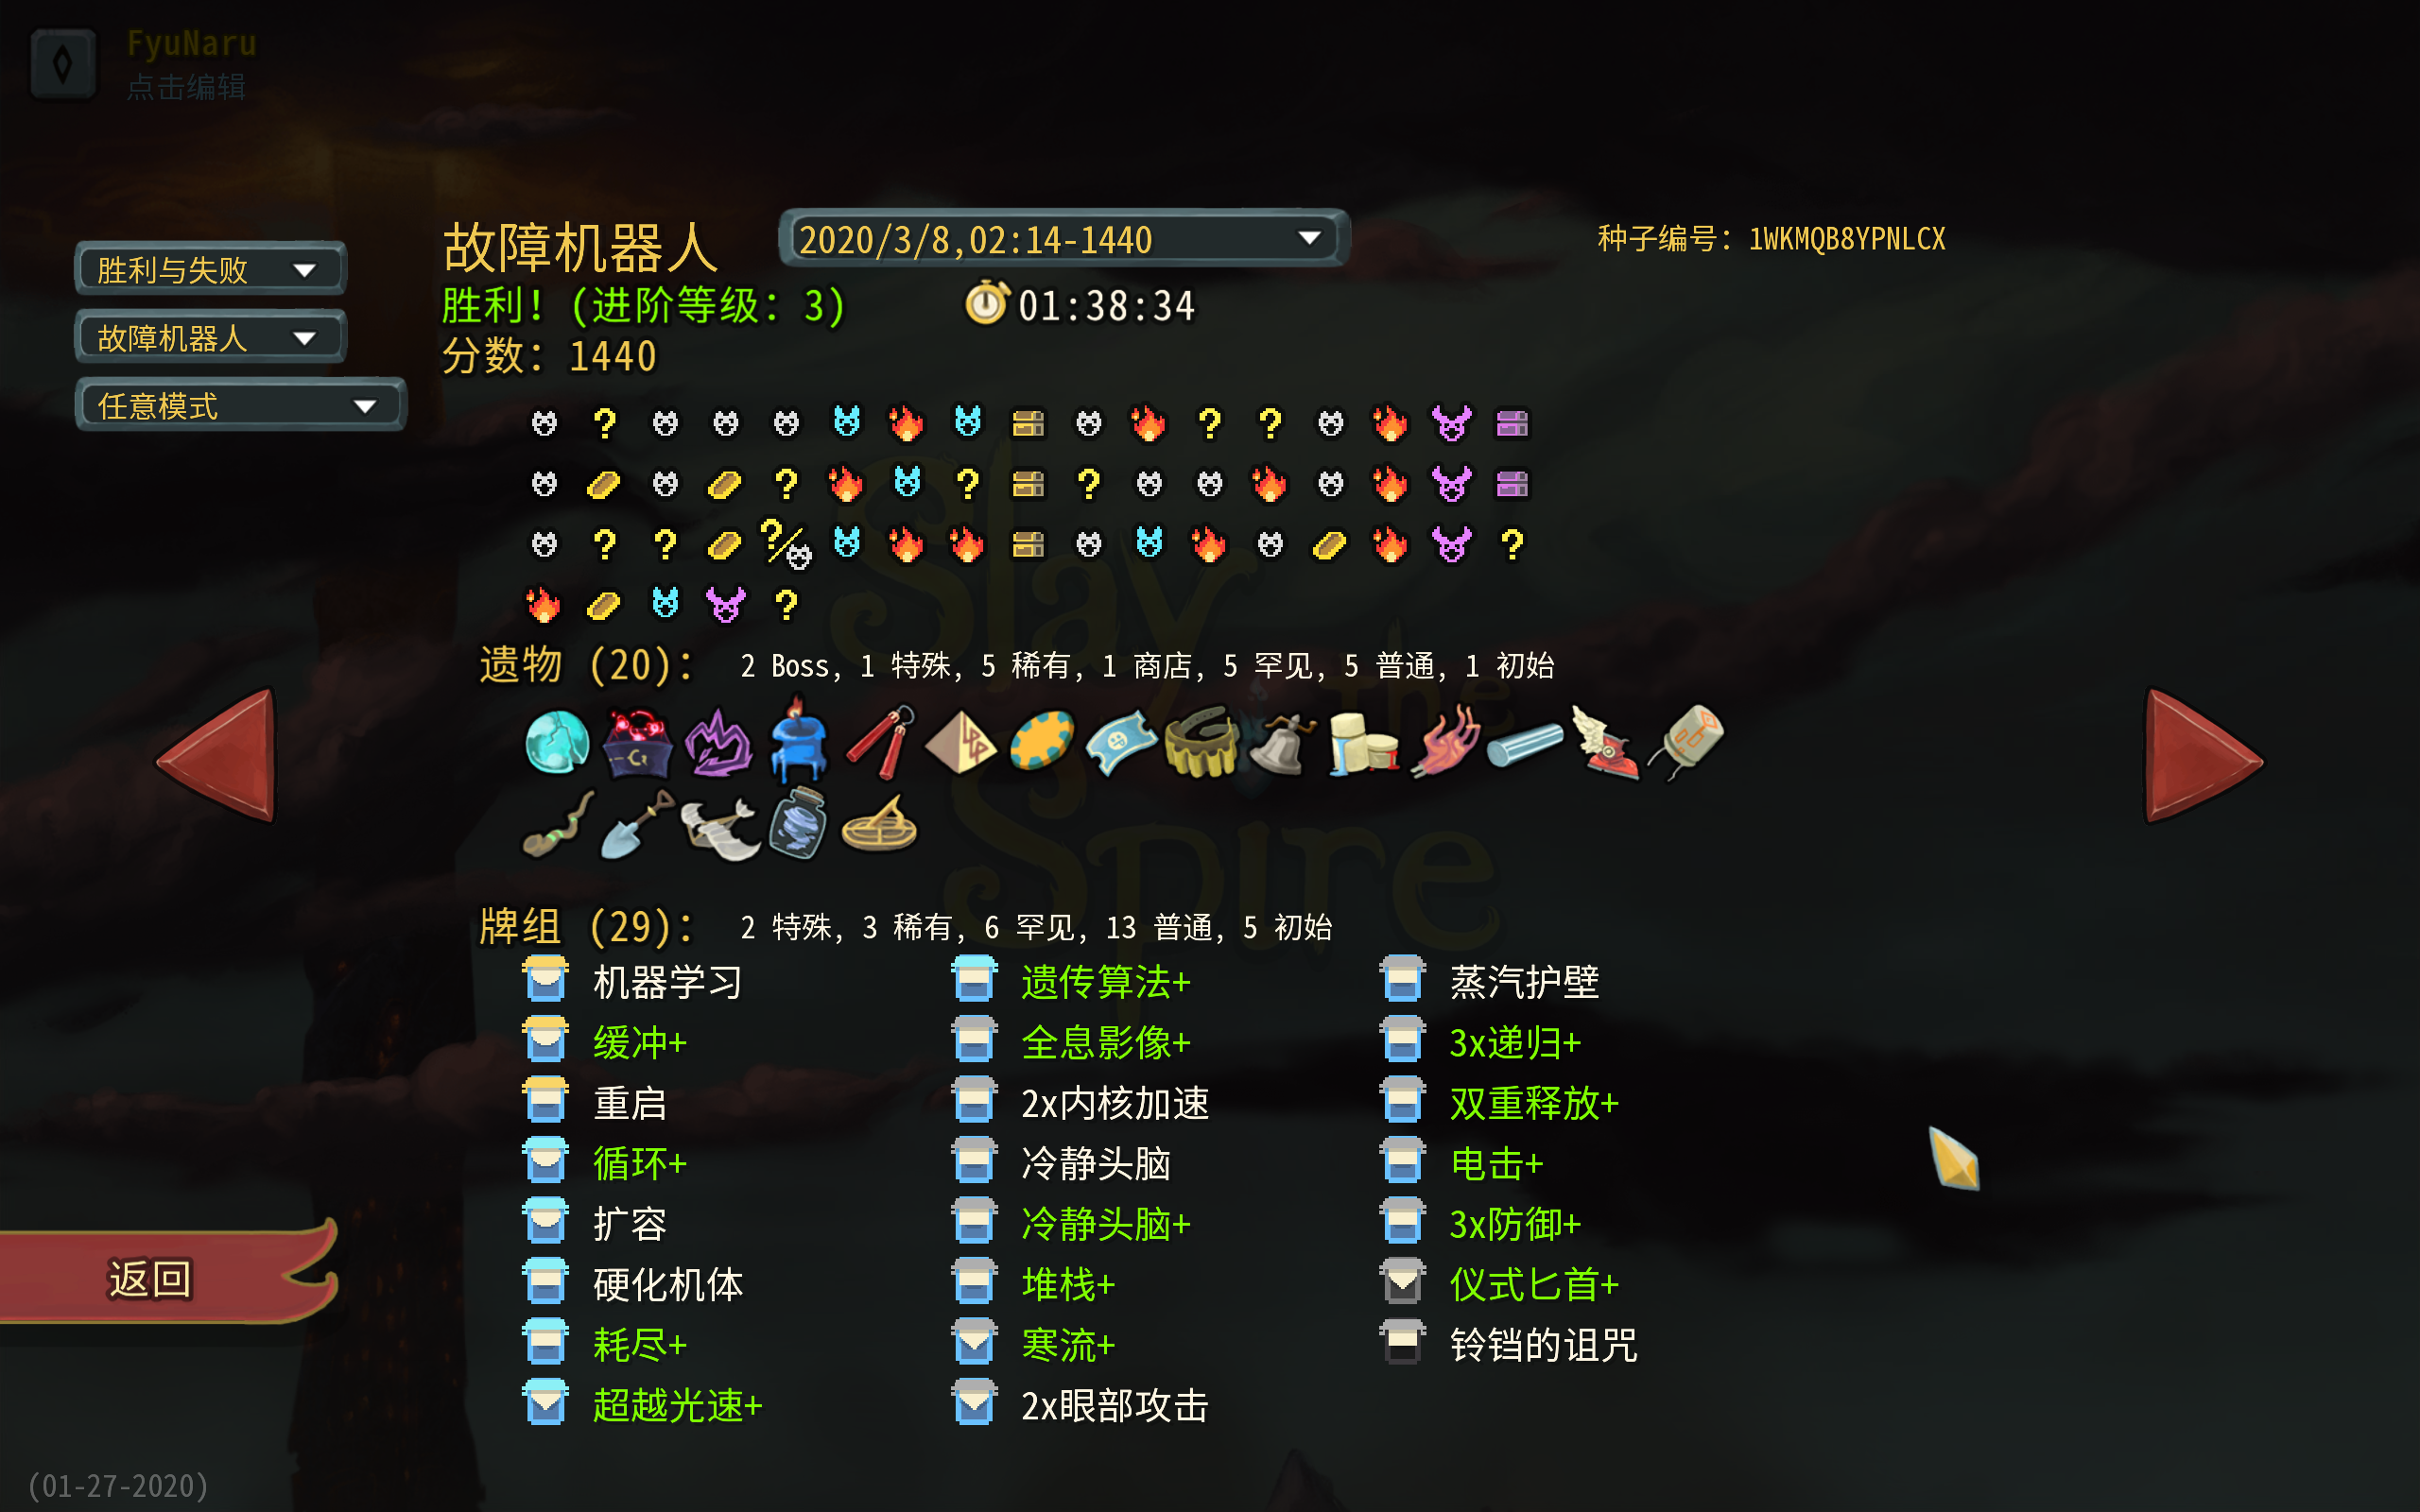 FyuNaru
点击编辑
故障机器人 2020/3/8,02:14-1440 种子编号: 1WKMQB8YPNLCX
胜利与失败
胜利! (进阶等级: 3) 01:38:34
故障机器人
分数: 1440
任意模式
遗物 (20): 2 Boss, 1 特殊, 5 稀有, 1 商店, 5 罕见, 5 普通, 1 初始
Slay the Spire
牌组 (29): 2 特殊, 3 稀有, 6 罕见, 13 普通, 5 初始
机器学习 遗传算法+ 蒸汽护壁
缓冲+ 全息影像+ 3x递归+
重启 2x内核加速 双重释放+
循环+ 冷静头脑 电击+
扩容 冷静头脑+ 3x防御+
硬化机体 堆栈+ 仪式匕首+
耗尽+ 寒流+ 铃铛的诅咒
超越光速+ 2x眼部攻击
返回
(01-27-2020)